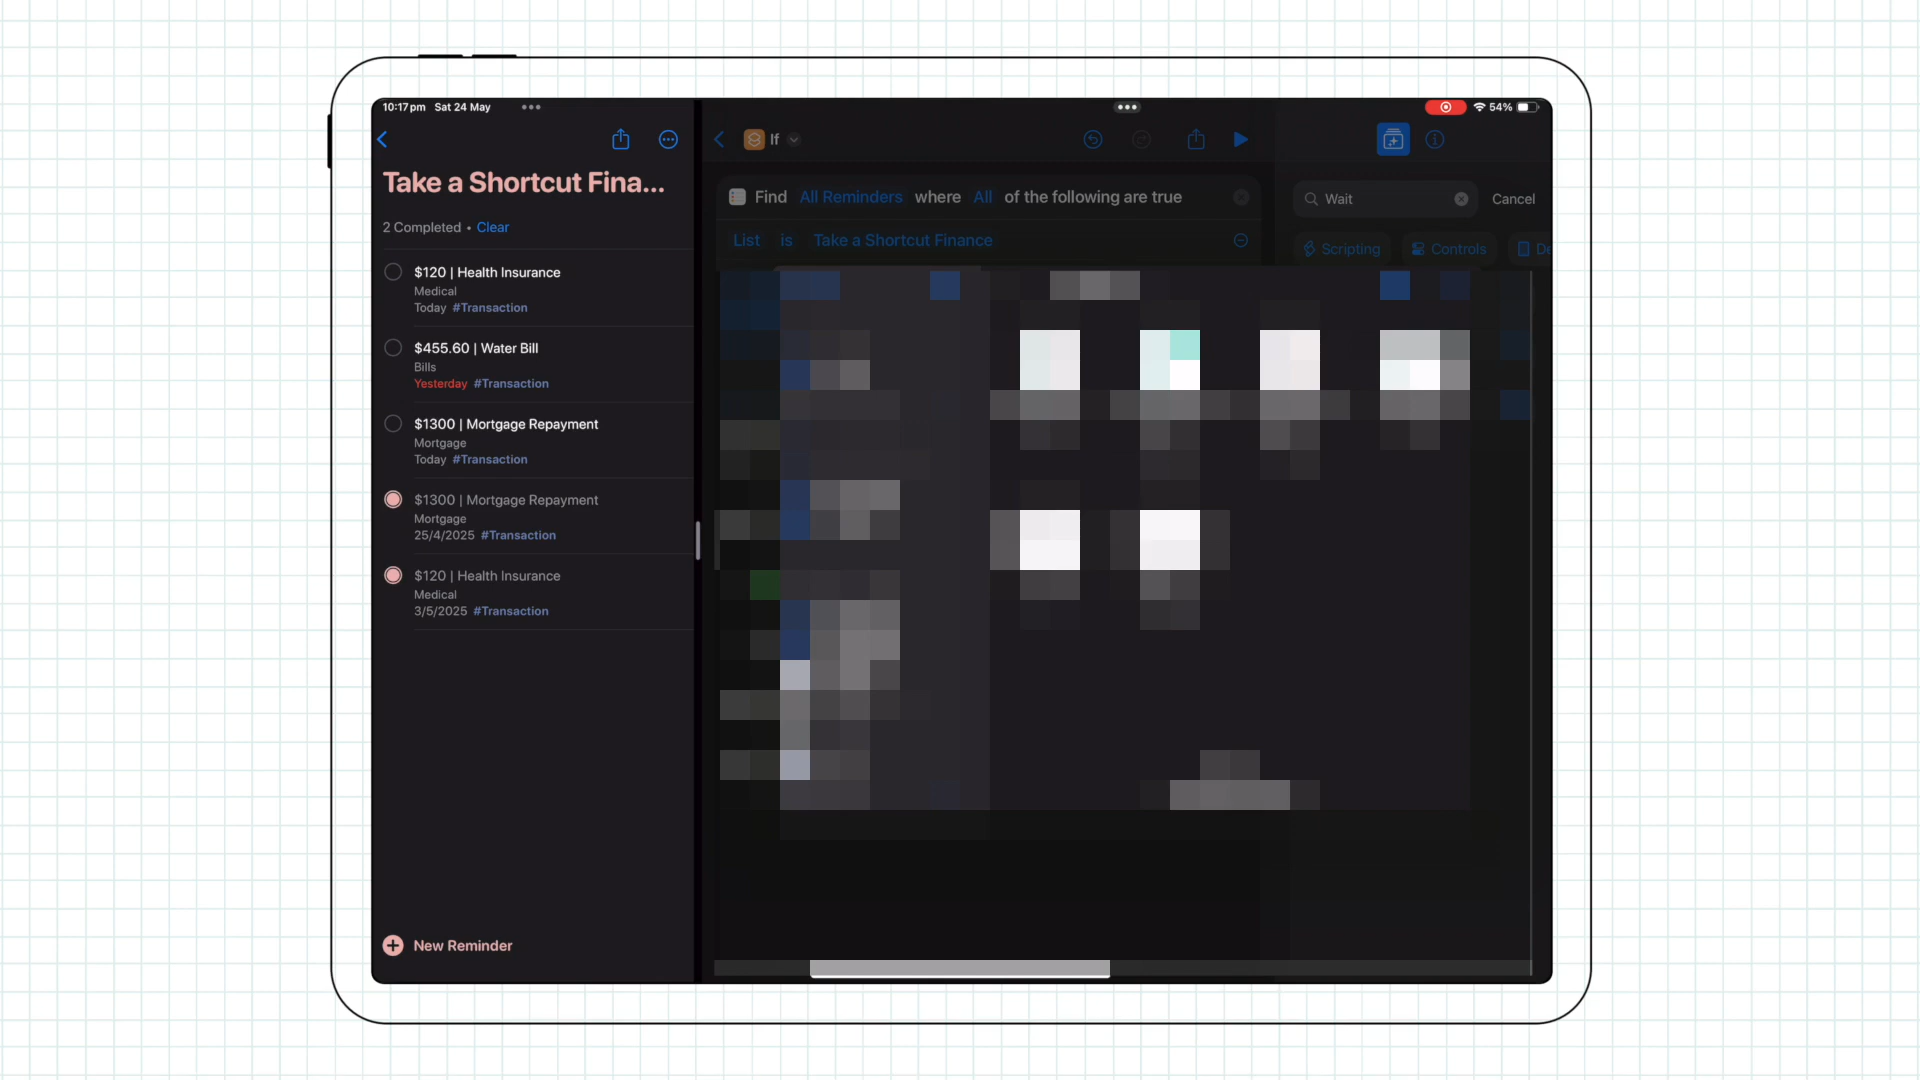 10:17pm Sat 24 May
54%
Take a Shortcut Fina...
2 Completed • Clear
$120 | Health Insurance
Medical
Today #Transaction
$455.60 | Water Bill
Bills
Yesterday #Transaction
$1300 | Mortgage Repayment
Mortgage
Today #Transaction
$1300 | Mortgage Repayment
Mortgage
25/4/2025 #Transaction
$120 | Health Insurance
Medical
3/5/2025 #Transaction
New Reminder
If
Find All Reminders where All of the following are true
List is Take a Shortcut Finance
Wait
Cancel
Scripting Controls De